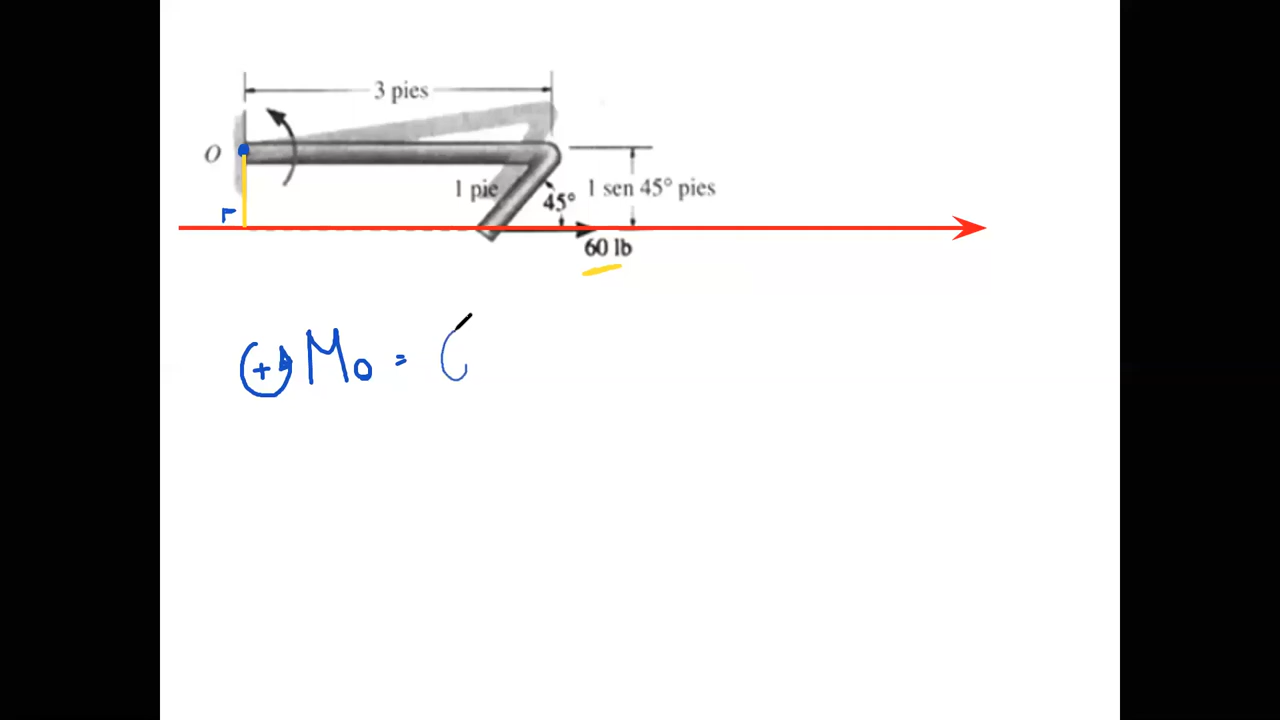 3 pies
O
1 pie
45°
1 sen 45° pies
r
60 lb
+ Mo = (